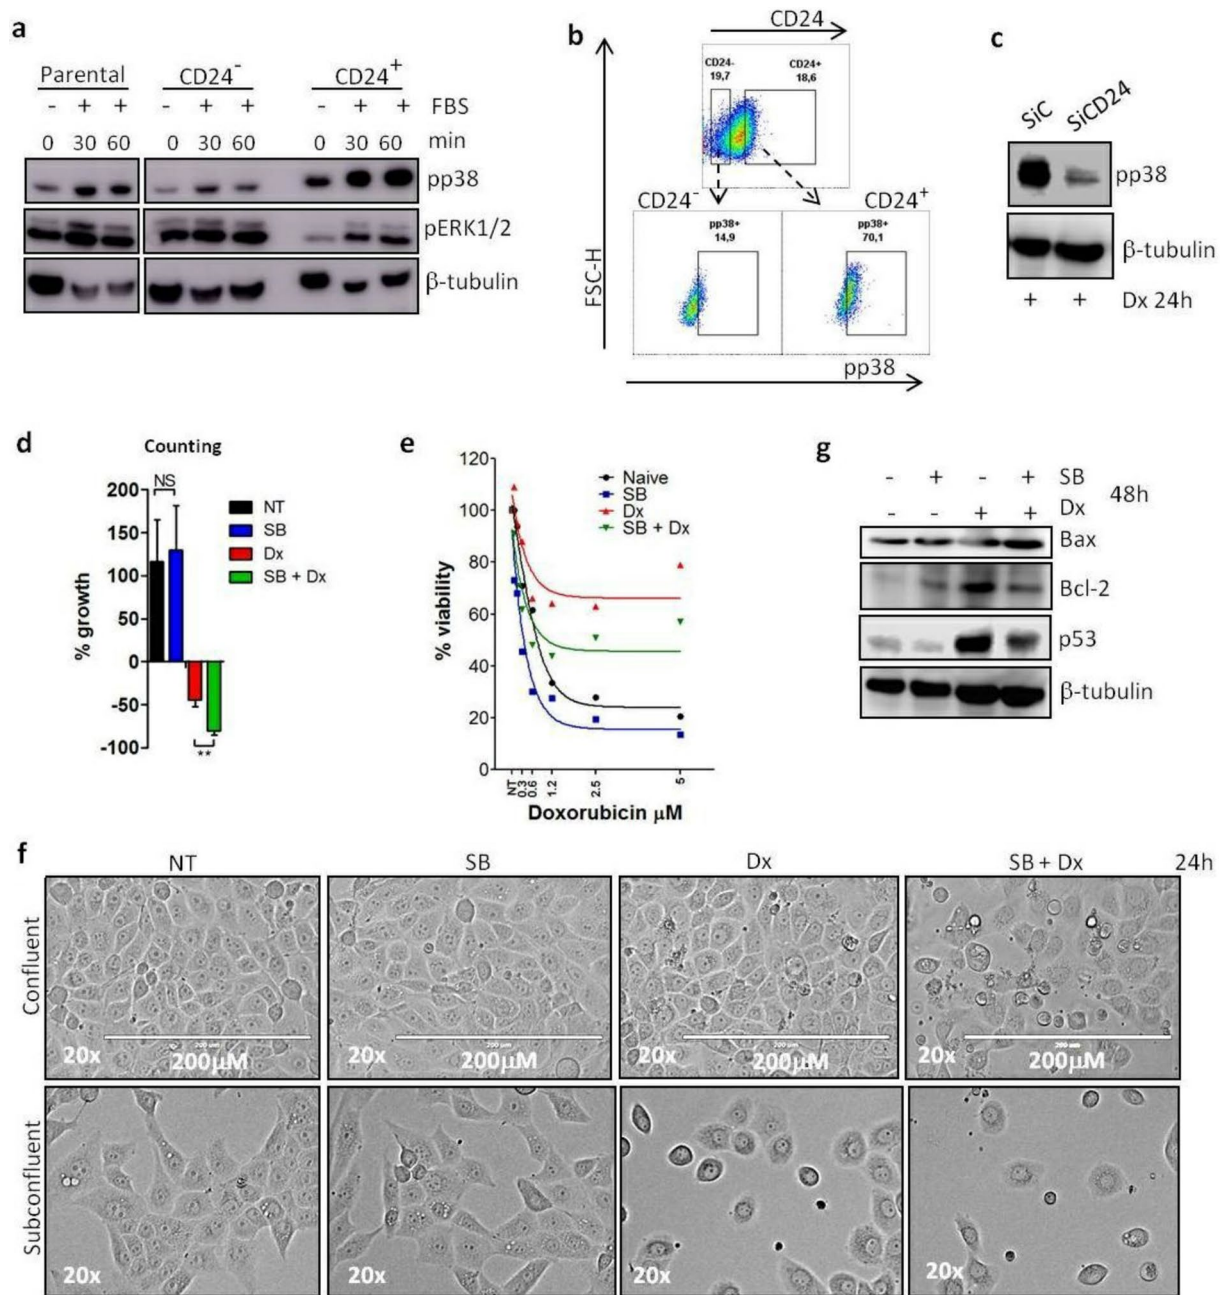 a
Parental CD24⁻ CD24⁺
- + + - + + - + + FBS
0 30 60 0 30 60 0 30 60 min
pp38
pERK1/2
β-tubulin
b
CD24
CD24-
19,7
CD24+
18,6
CD24⁻ CD24⁺
pp38+
14,9
pp38+
70,1
FSC-H
pp38
c
SiC SiCD24
pp38
β-tubulin
+ + Dx 24h
d
Counting
NS
200
150
100
50
0
-50
-100
% growth
**
NT
SB
Dx
SB + Dx
e
120
100
80
60
40
20
0
% viability
Naive
SB
Dx
SB + Dx
NT 0.3 0.6 1.2 2.5 5
Doxorubicin μM
g
- + - + SB
48h
- - + + Dx
Bax
Bcl-2
p53
β-tubulin
f
NT SB Dx SB + Dx 24h
Confluent
200 µm
20x 200μM
20x 200μM
20x 200μM
200 µm
20x 200μM
Subconfluent
20x 20x 20x 20x